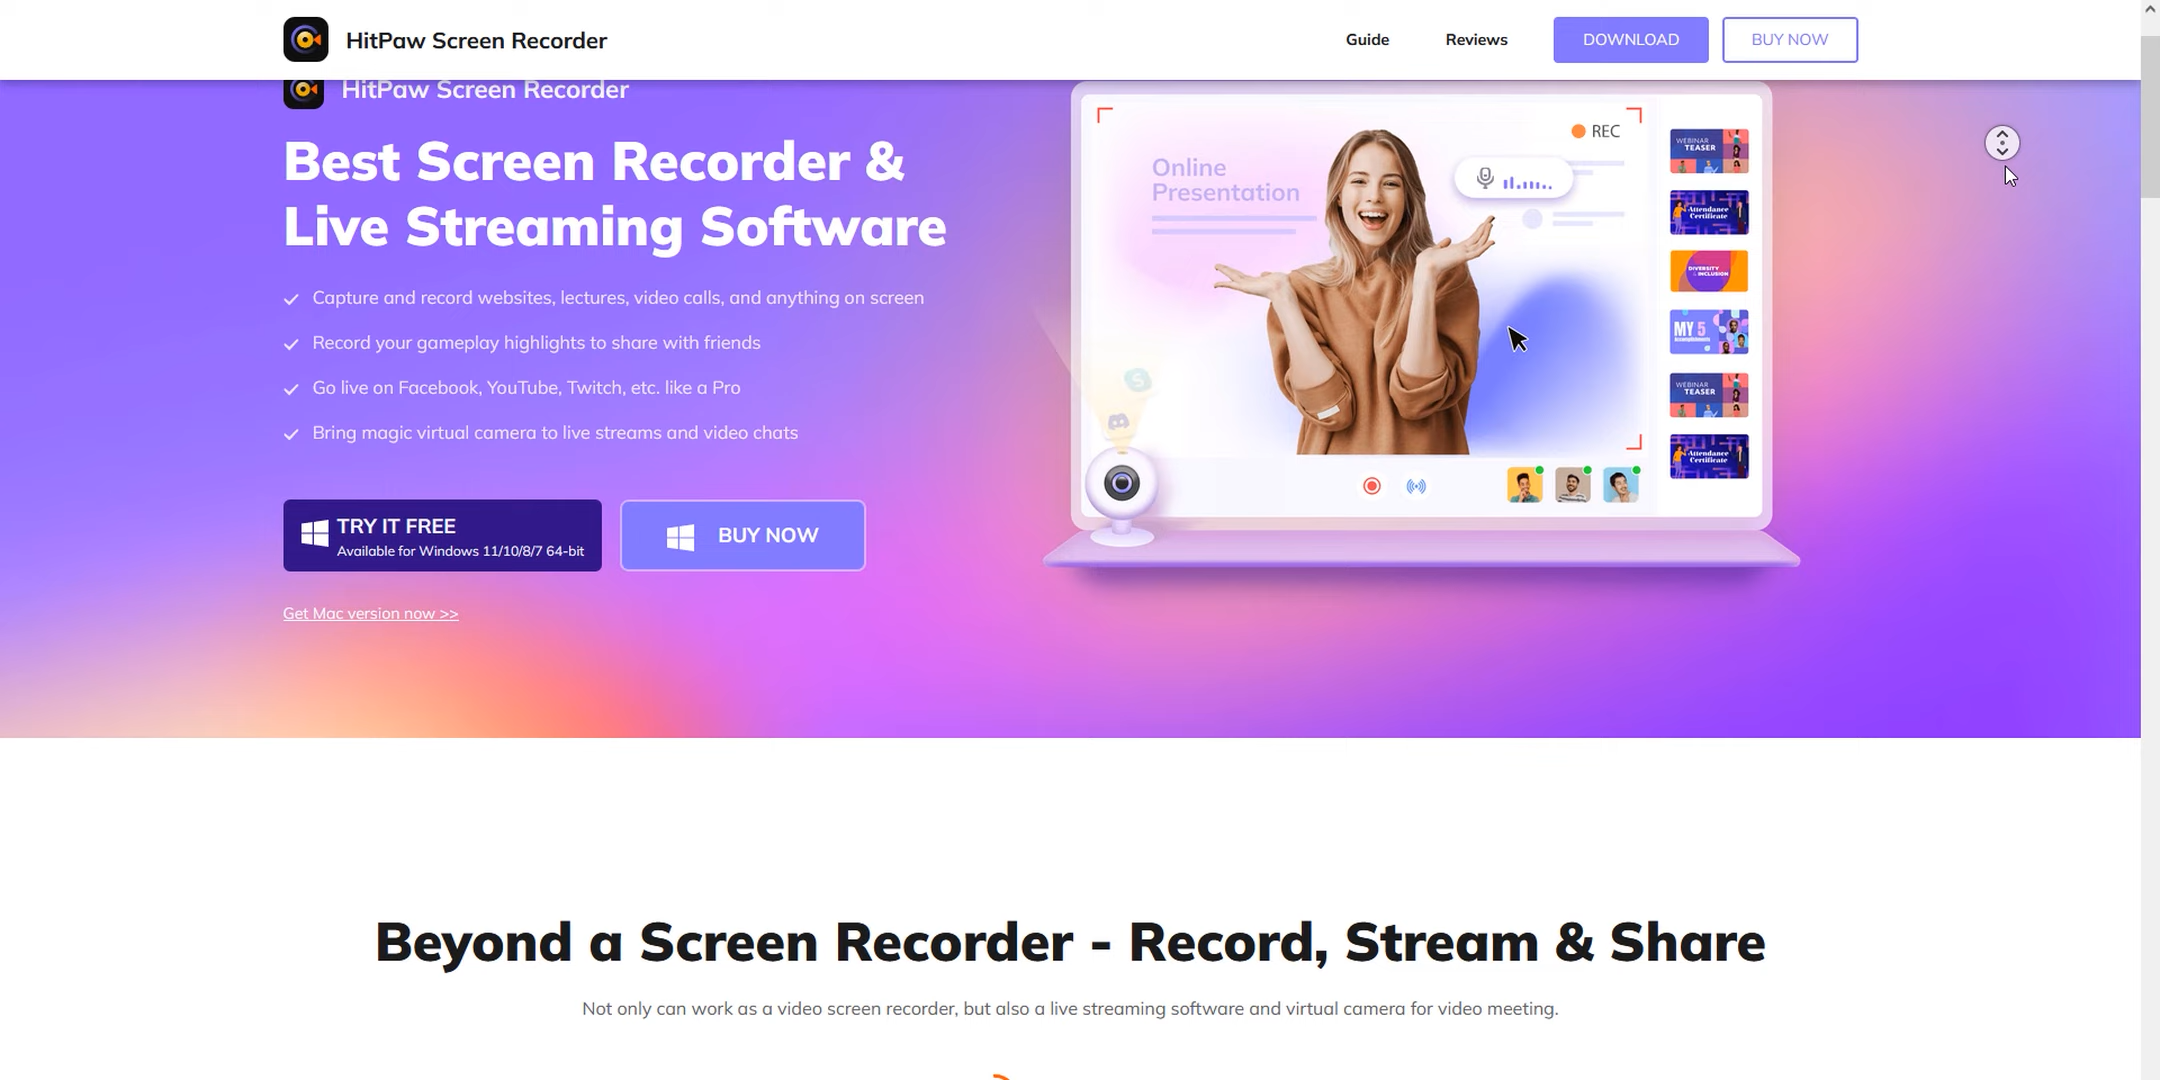 HitPaw Screen Recorder
Guide
Reviews
DOWNLOAD
BUY NOW
HitPaw Screen Recorder
Best Screen Recorder &
Live Streaming Software
Capture and record websites, lectures, video calls, and anything on screen
Record your gameplay highlights to share with friends
Go live on Facebook, YouTube, Twitch, etc. like a Pro
Bring magic virtual camera to live streams and video chats
TRY IT FREE
Available for Windows 11/10/8/7 64-bit
BUY NOW
Get Mac version now >>
Online
Presentation
REC
WEBINAR
TEASER
Attendance
Certificate
DIVERSITY
INCLUSION
MY 5
WEBINAR
TEASER
Attendance
Certificate
Beyond a Screen Recorder - Record, Stream & Share
Not only can work as a video screen recorder, but also a live streaming software and virtual camera for video meeting.